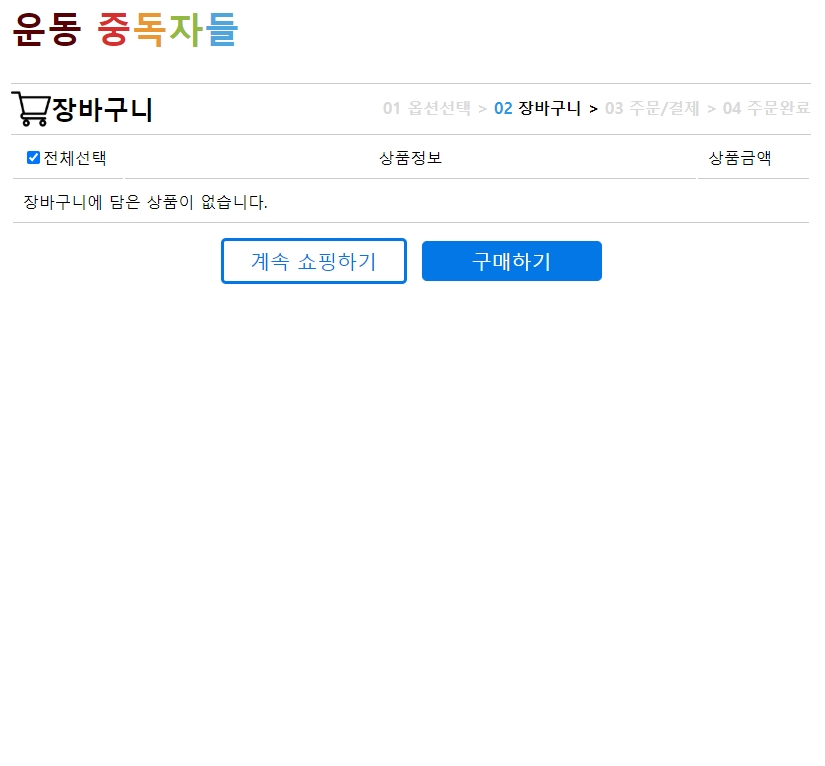 운동 중독자들
장바구니 01 옵션선택 > 02 장바구니 > 03 주문/결제 > 04 주문완료
전체선택 상품정보 상품금액
장바구니에 담은 상품이 없습니다.
계속 쇼핑하기 구매하기